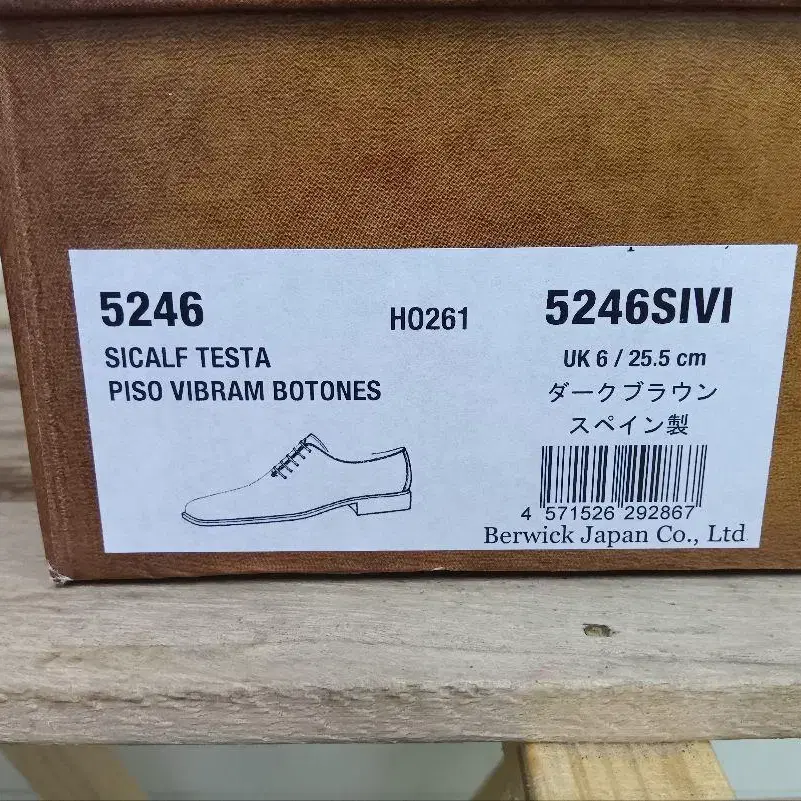 5246
HO261
5246SIVI
SICALF TESTA
PISO VIBRAM BOTONES
UK 6 / 25.5 cm
ダークブラウン
スペイン製
4 571526 292867
Berwick Japan Co., Ltd